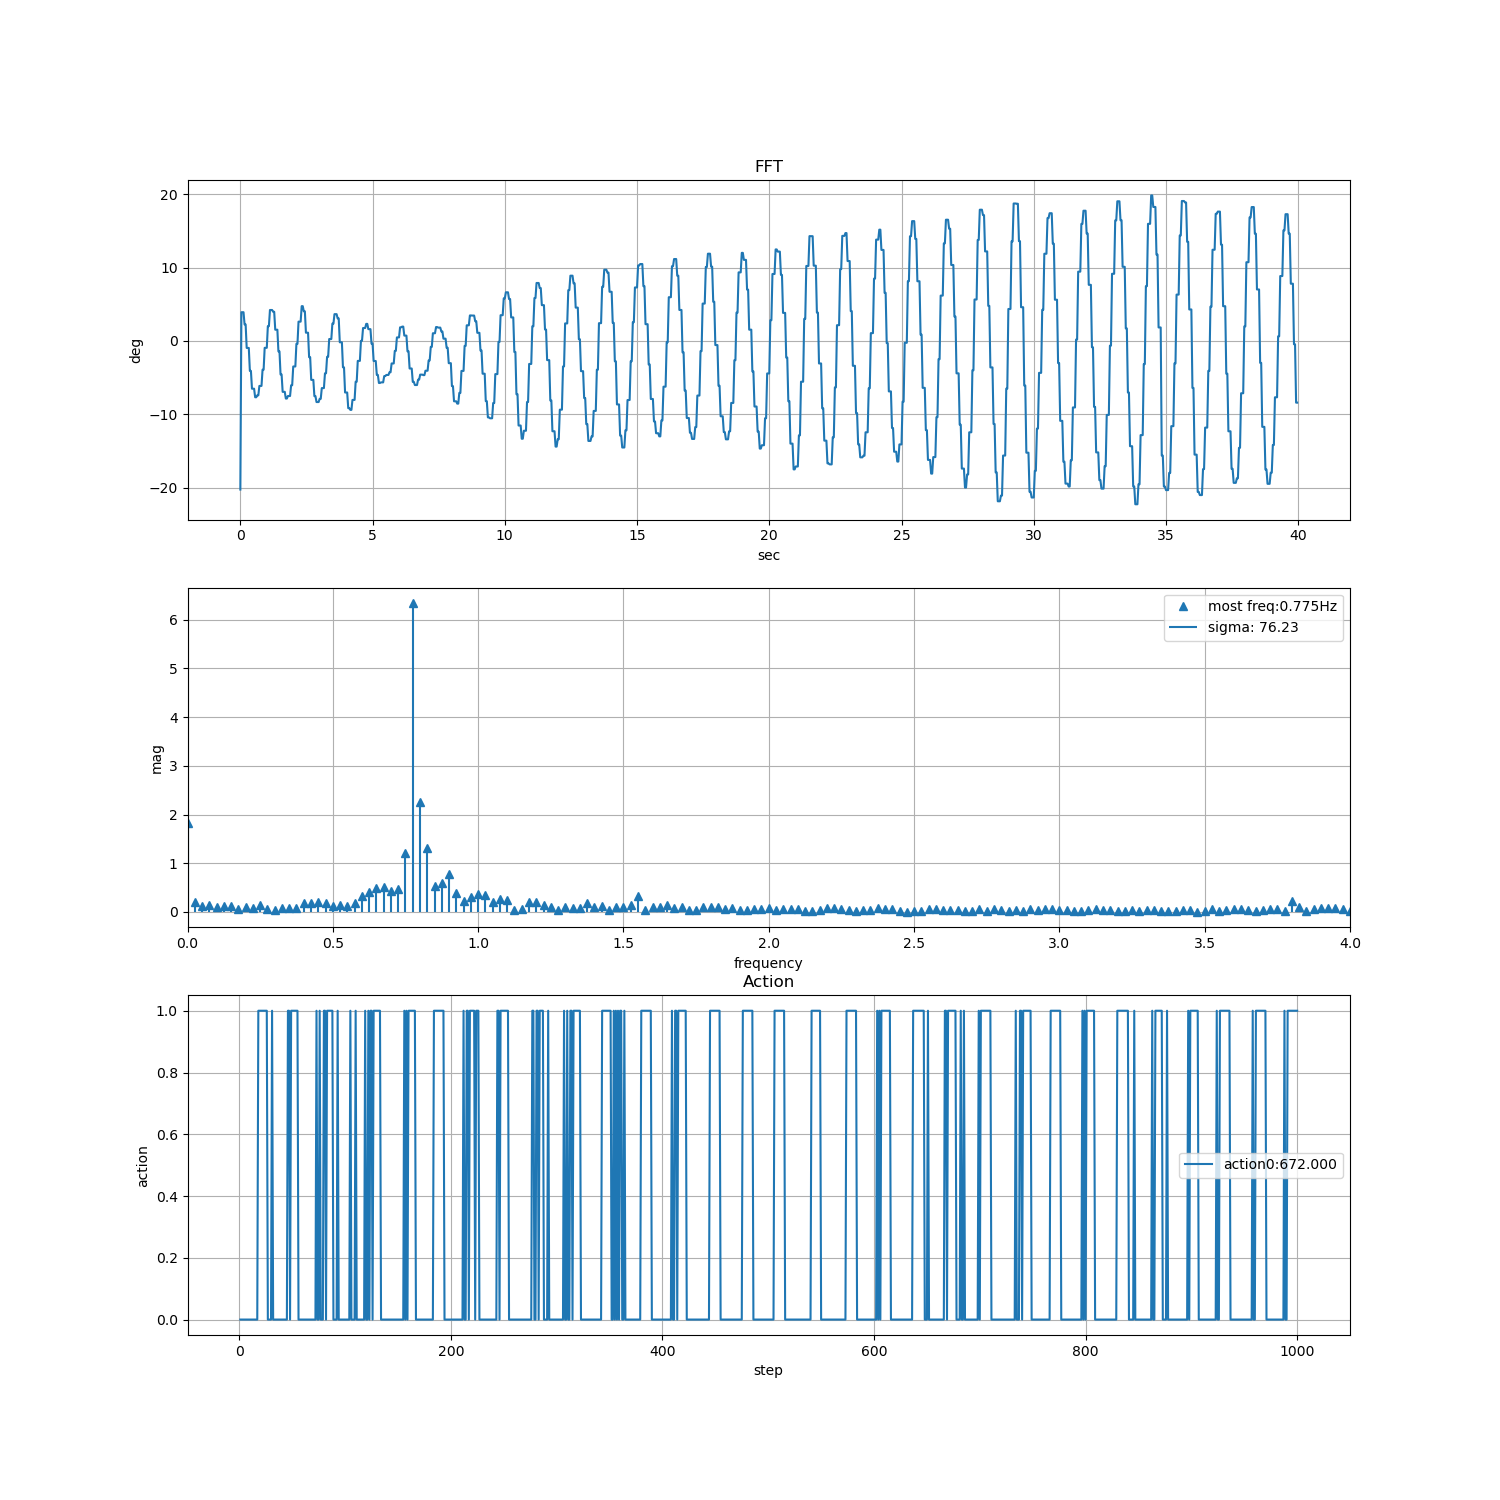 FFT
20
10
0
−10
−20
deg
0 5 10 15 20 25 30 35 40
sec
most freq:0.775Hz
sigma: 76.23
6
5
4
3
2
1
0
mag
0.0 0.5 1.0 1.5 2.0 2.5 3.0 3.5 4.0
frequency
Action
1.0
0.8
0.6
0.4
0.2
0.0
action
action0:672.000
0 200 400 600 800 1000
step